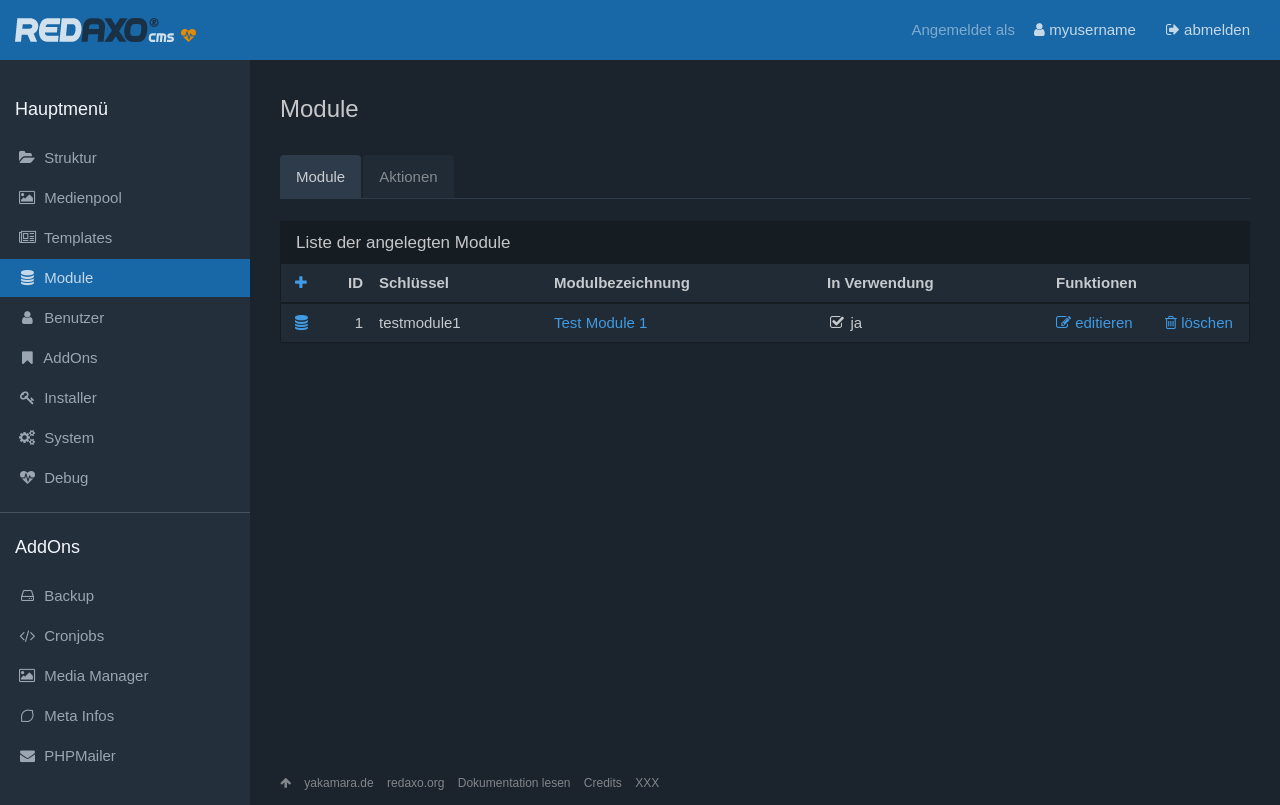 REDAXO® cms
Angemeldet als myusername abmelden
Hauptmenü
Struktur
Medienpool
Templates
Module
Benutzer
AddOns
Installer
System
Debug
AddOns
Backup
Cronjobs
Media Manager
Meta Infos
PHPMailer
Module
Module Aktionen
Liste der angelegten Module
ID Schlüssel Modulbezeichnung In Verwendung Funktionen
1 testmodule1 Test Module 1 ja editieren löschen
yakamara.de redaxo.org Dokumentation lesen Credits XXX